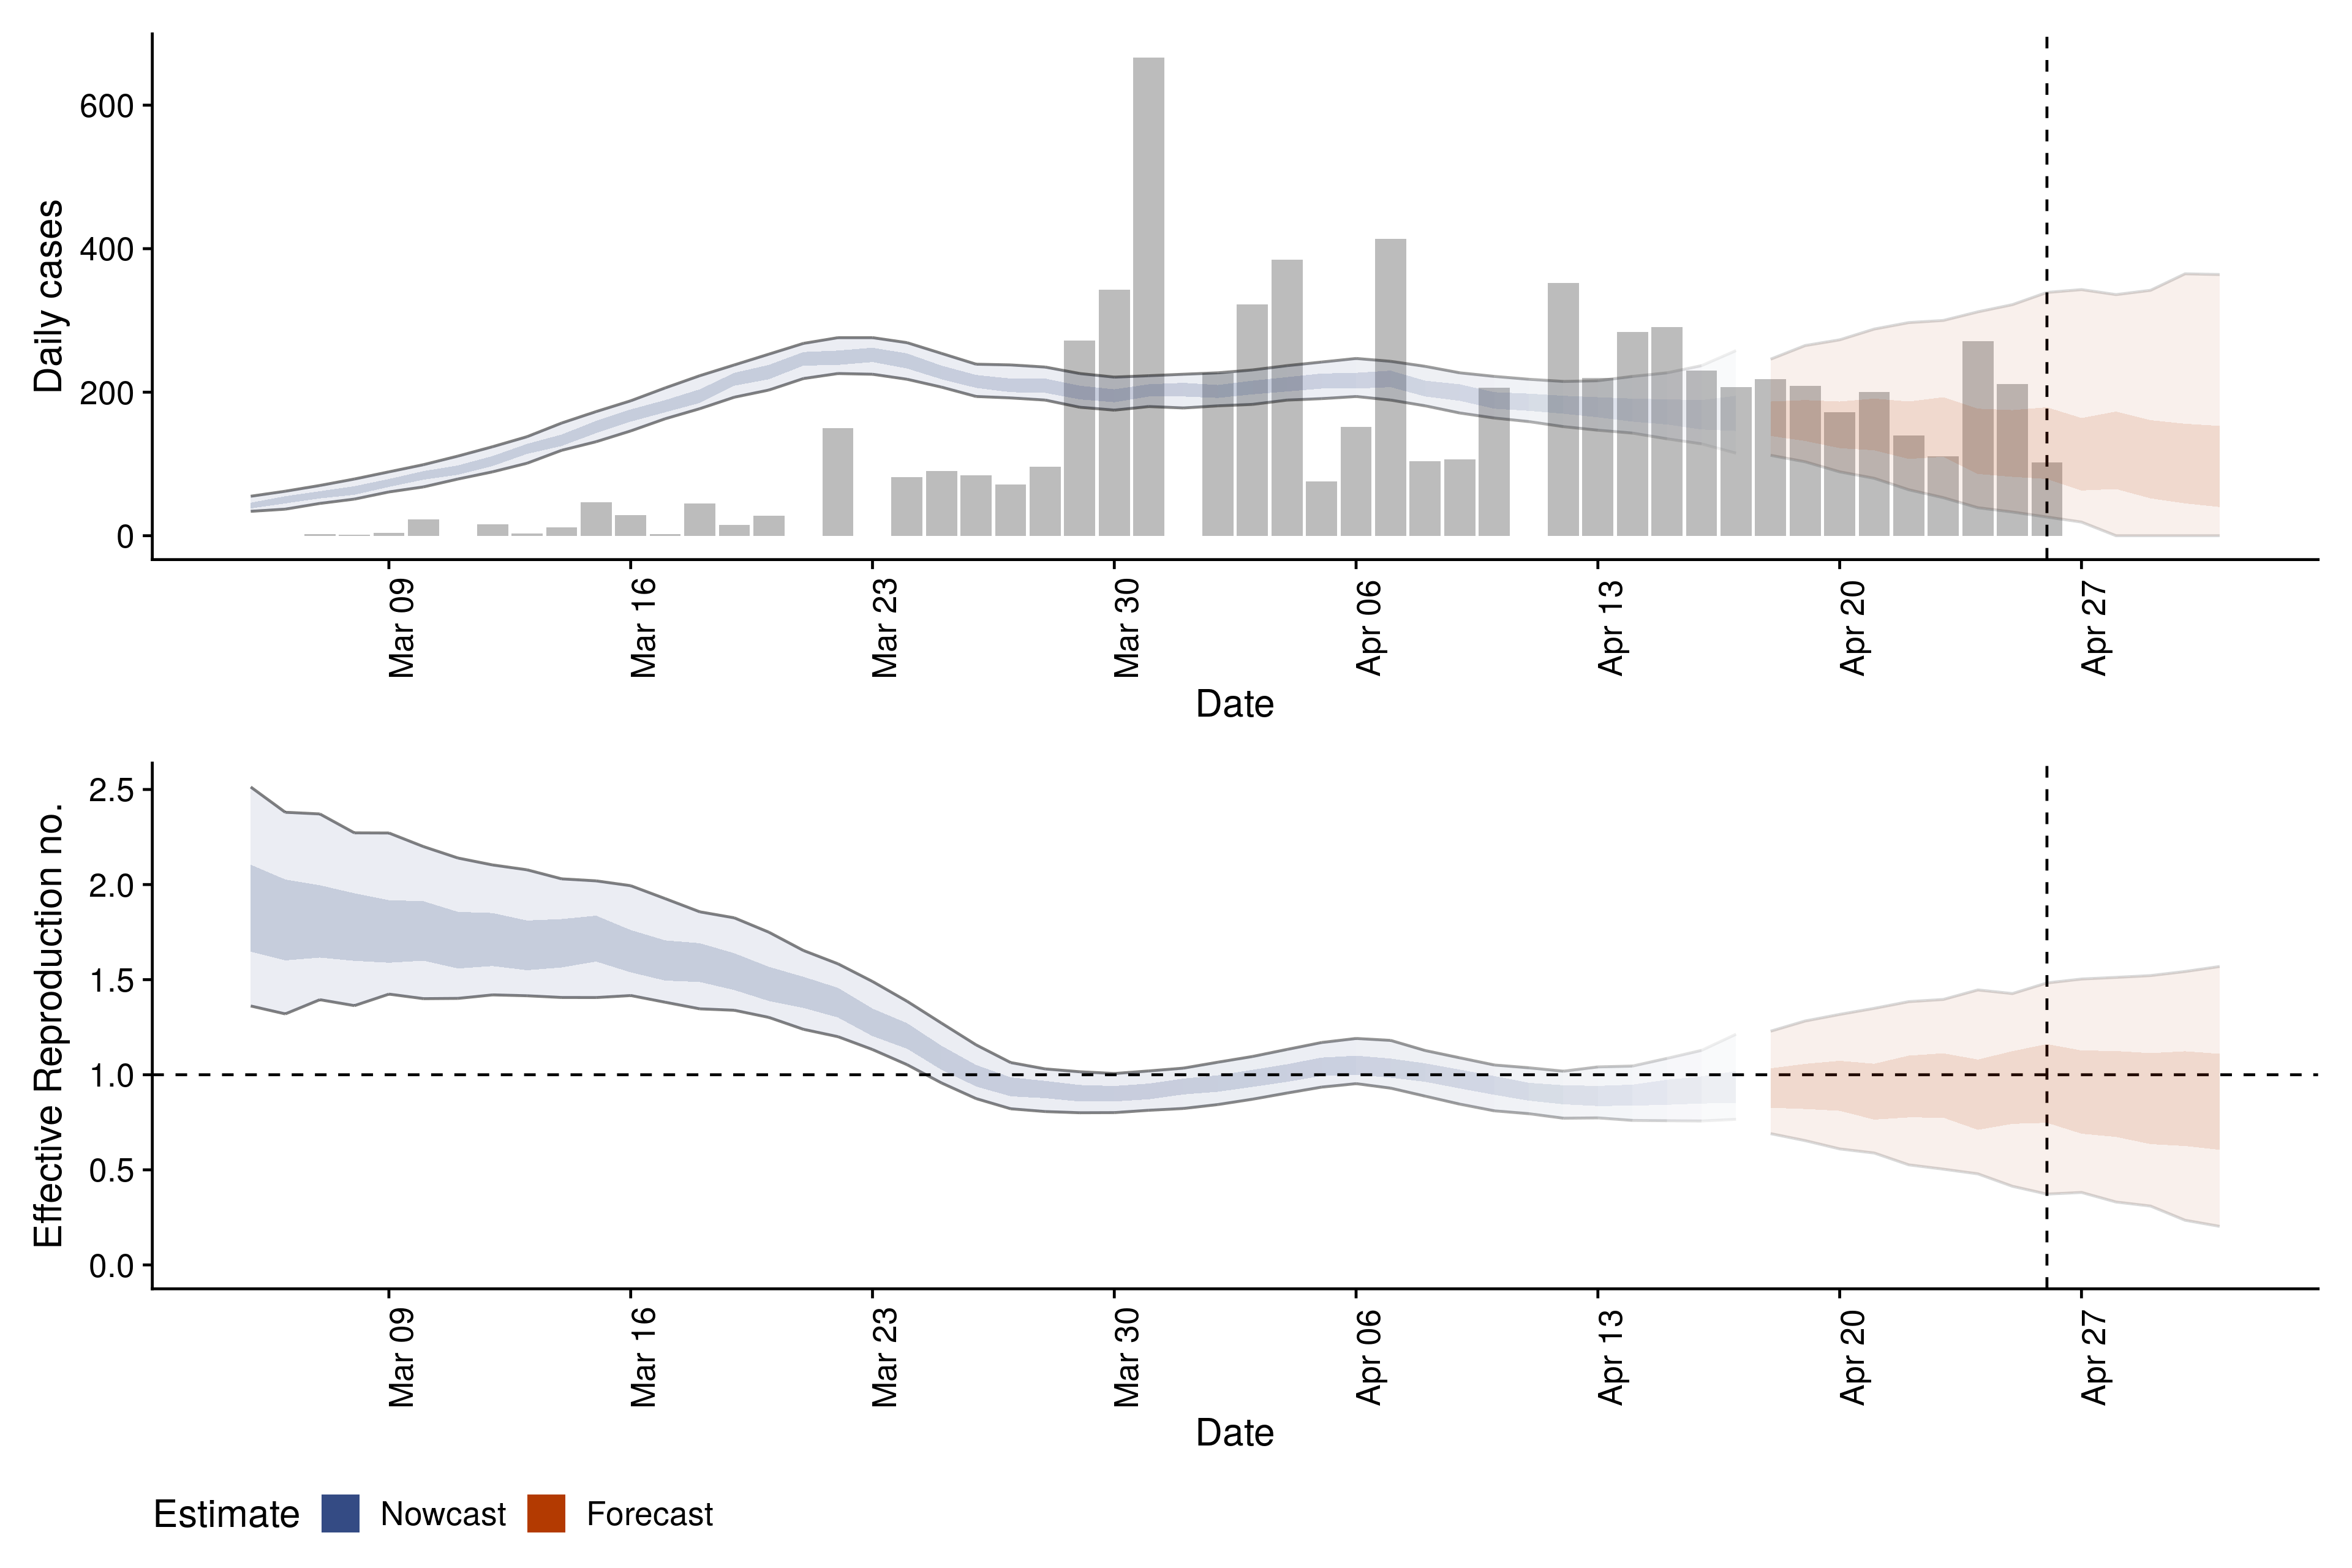 Daily cases
600
400
200
0
Mar 09
Mar 16
Mar 23
Mar 30
Apr 06
Apr 13
Apr 20
Apr 27
Date
Effective Reproduction no.
2.5
2.0
1.5
1.0
0.5
0.0
Mar 09
Mar 16
Mar 23
Mar 30
Apr 06
Apr 13
Apr 20
Apr 27
Date
Estimate Nowcast Forecast